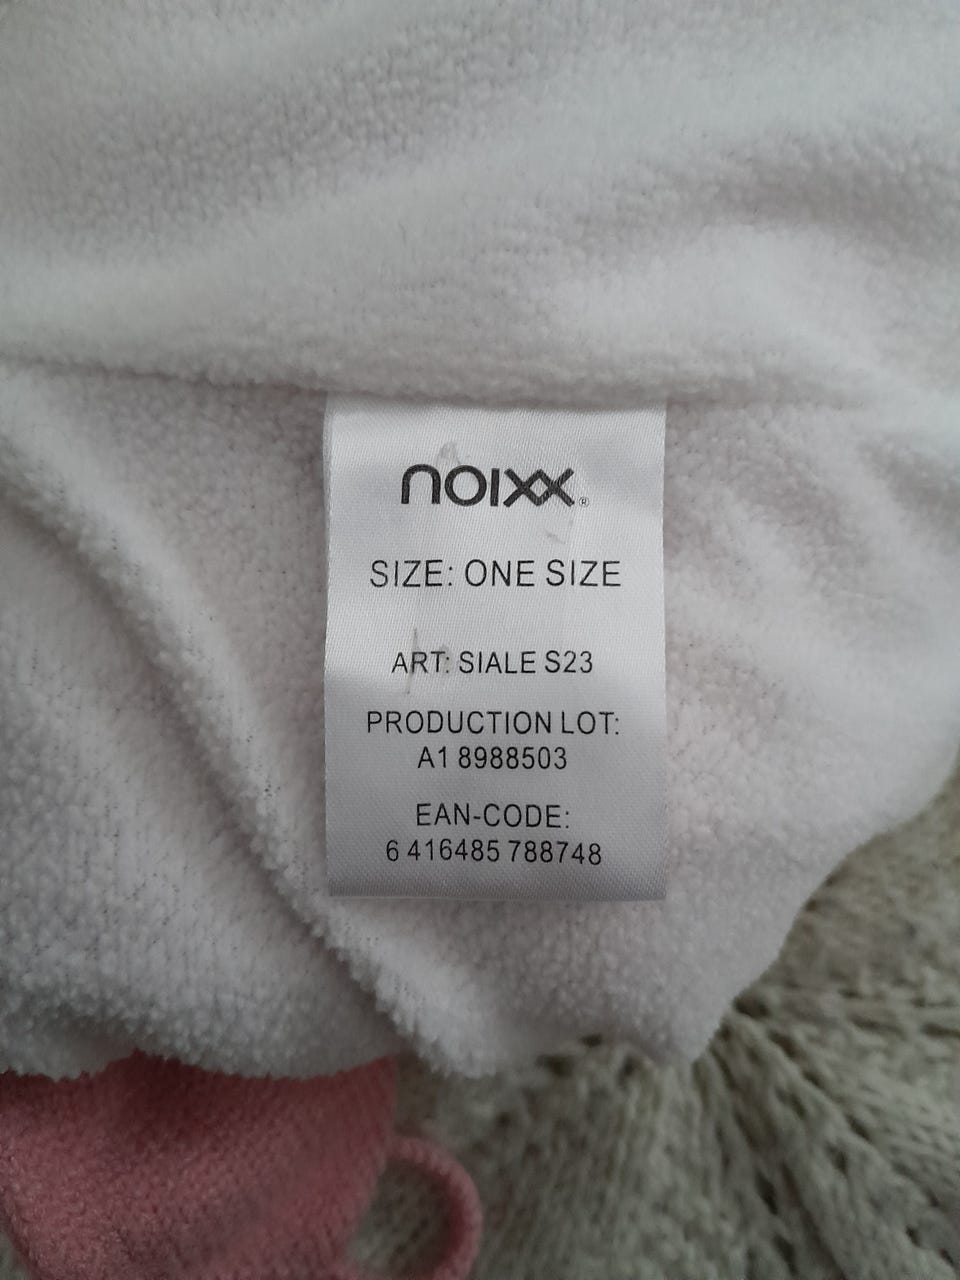 noixx®
SIZE: ONE SIZE
ART: SIALE S23
PRODUCTION LOT:
A1 8988503
EAN-CODE:
6 416485 788748